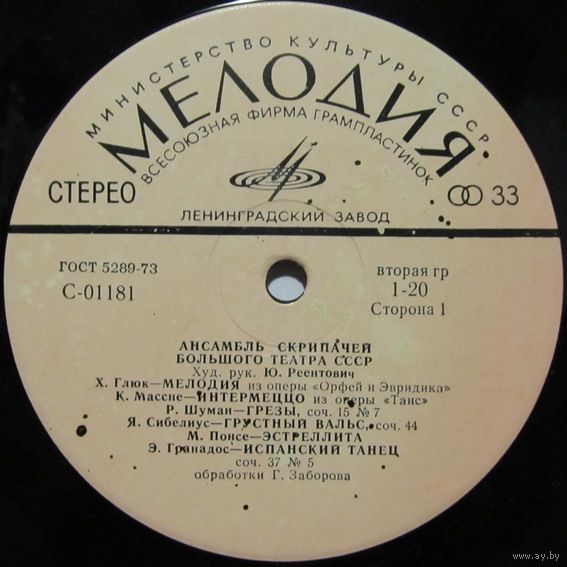 МИНИСТЕРСТВО КУЛЬТУРЫ СССР
МЕЛОДИЯ
ВСЕСОЮЗНАЯ ФИРМА ГРАМПЛАСТИНОК
СТЕРЕО
33
ЛЕНИНГРАДСКИЙ ЗАВОД
ГОСТ 5289-73
С-01181
вторая гр
1-20
Сторона 1
АНСАМБЛЬ СКРИПАЧЕЙ
БОЛЬШОГО ТЕАТРА СССР
Худ. рук. Ю. Реентович
Х. Глюк—МЕЛОДИЯ из оперы «Орфей и Эвридика»
К. Массне—ИНТЕРМЕЦЦО из оперы «Таис»
Р. Шуман—ГРЕЗЫ, соч. 15 № 7
Я. Сибелиус—ГРУСТНЫЙ ВАЛЬС, соч. 44
М. Понсе—ЭСТРЕЛЛИТА
Э. Гранадос—ИСПАНСКИЙ ТАНЕЦ
соч. 37 № 5
обработки Г. Заборова
www.ay.by